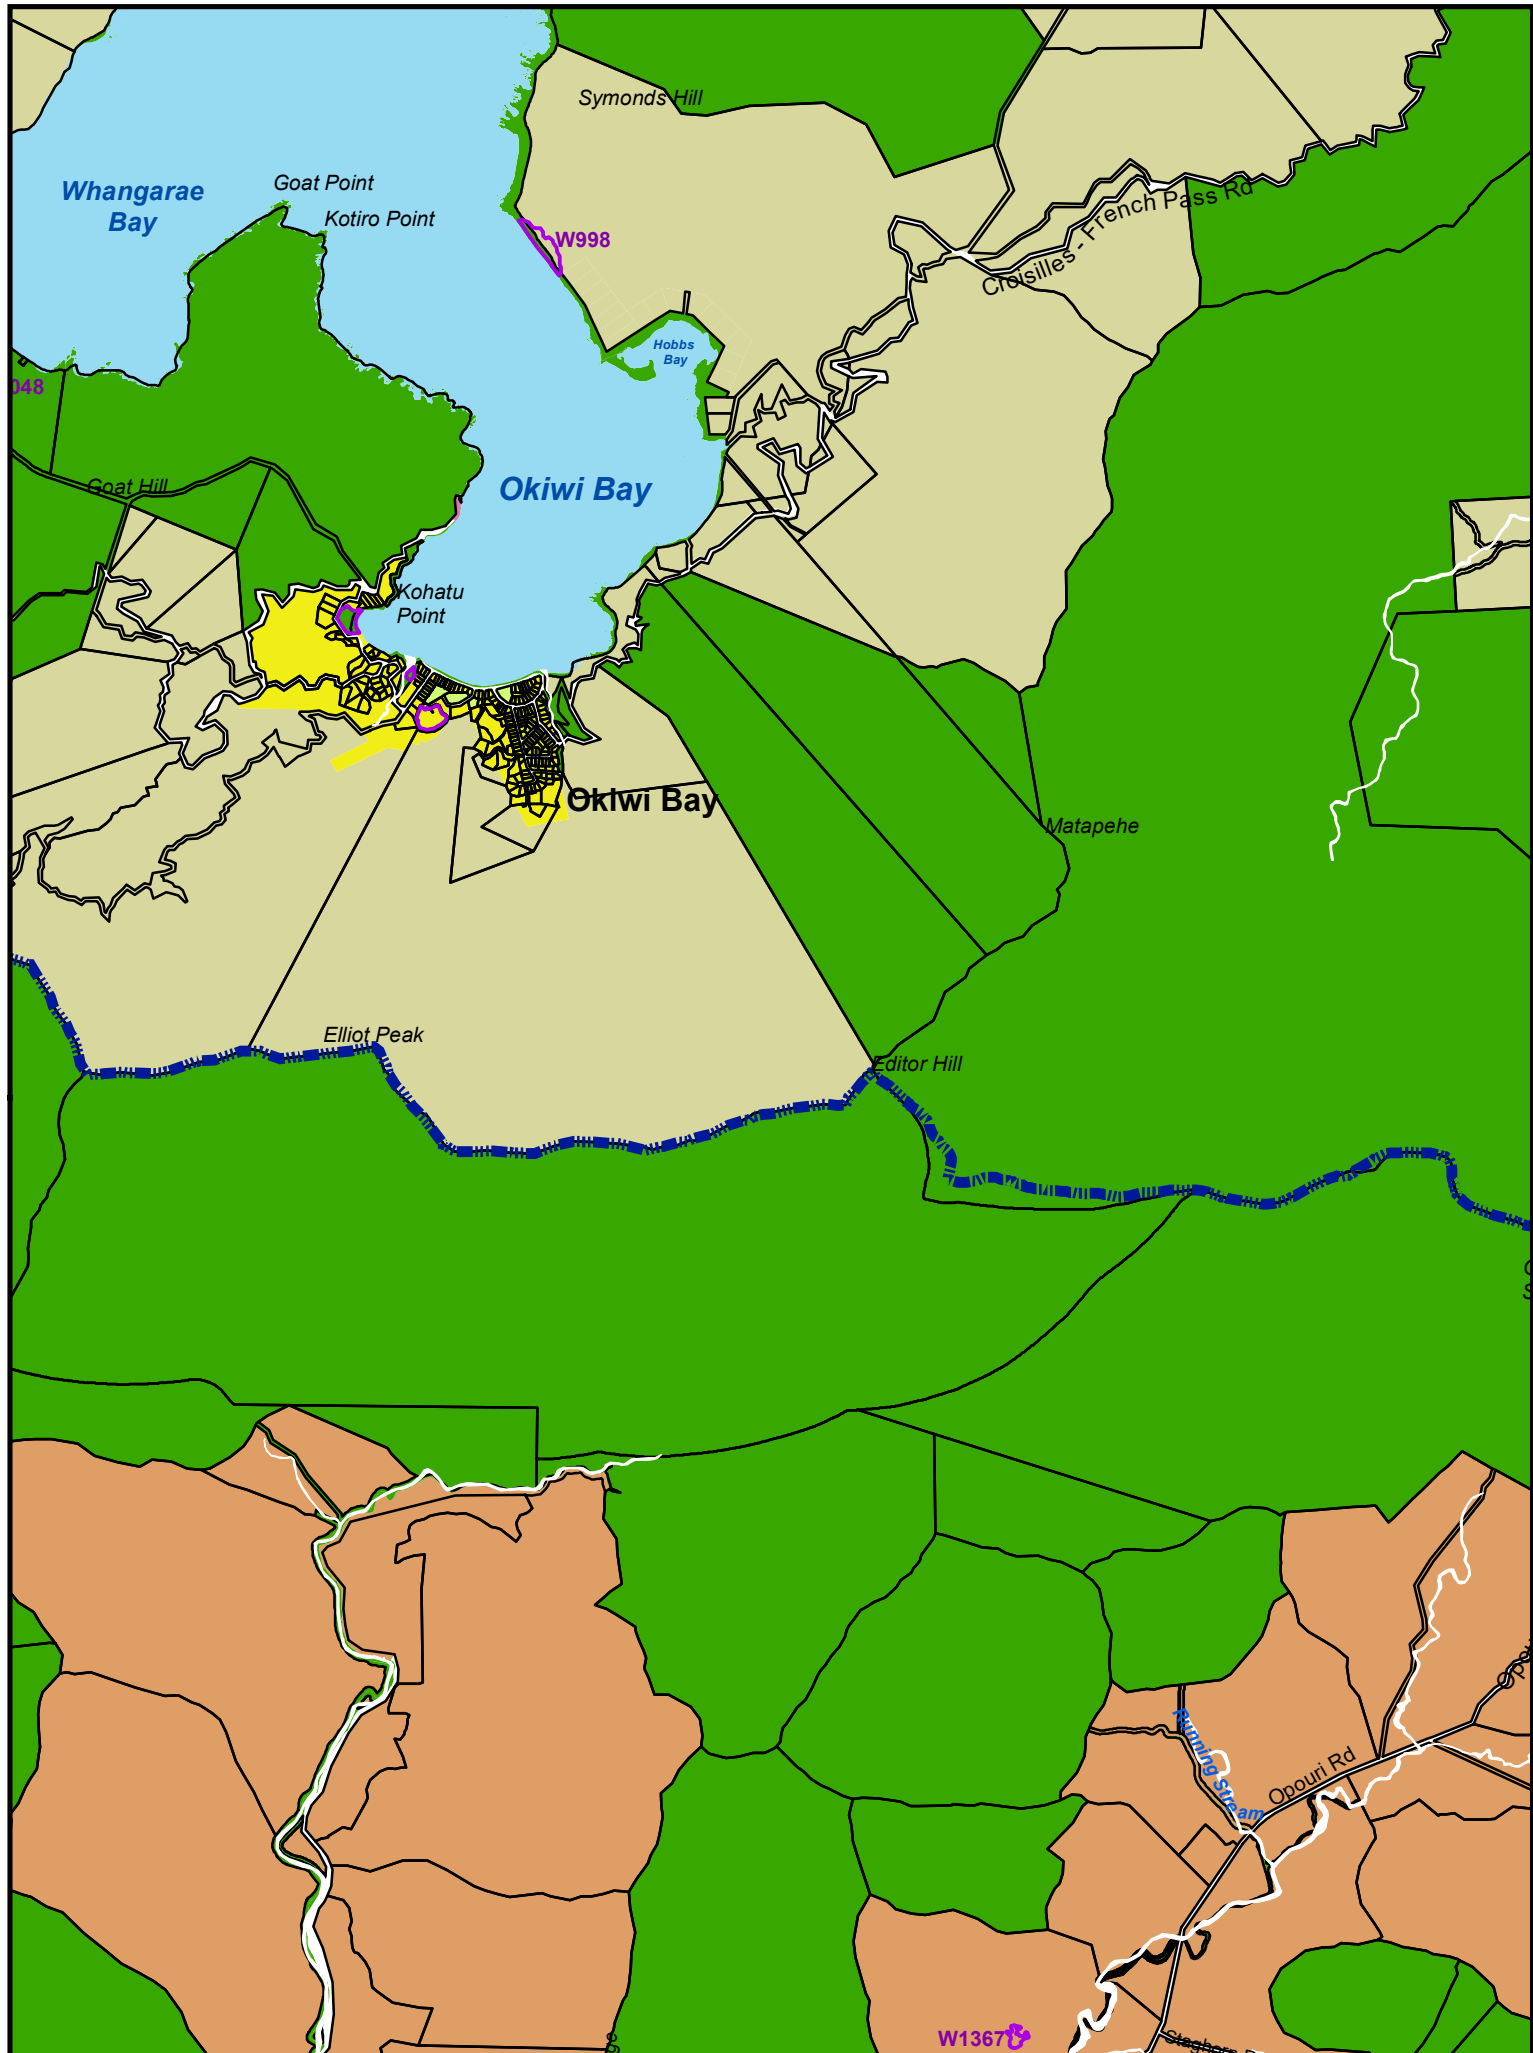 Symonds Hill
Whangarae
Bay
Goat Point
Kotiro Point
W998
Croisilles - French Pass Rd
Hobbs
Bay
048
Goat Hill
Okiwi Bay
Kohatu
Point
Okiwi Bay
Matapehe
Elliot Peak
Editor Hill
Running Stream
Opouri Rd
W1367